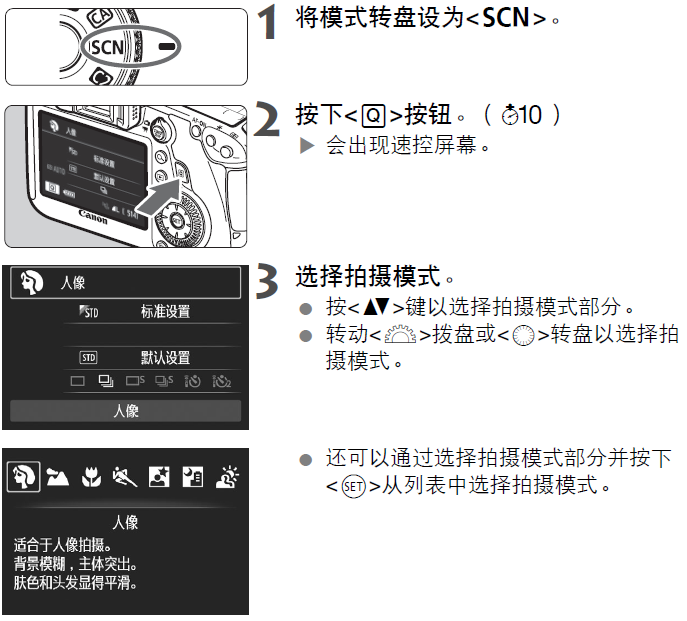 CA
SCN
1 将模式转盘设为<SCN>。
2 按下<Q>按钮。（10）
▶ 会出现速控屏幕。
人像
STD 标准设置
STD 默认设置
Canon
3 选择拍摄模式。
● 按<▲▼>键以选择拍摄模式部分。
● 转动< >拨盘或< >转盘以选择拍
摄模式。
人像
STD 标准设置
STD 默认设置
S S 2
人像
● 还可以通过选择拍摄模式部分并按下
<SET>从列表中选择拍摄模式。
人像
适合于人像拍摄。
背景模糊，主体突出。
肤色和头发显得平滑。